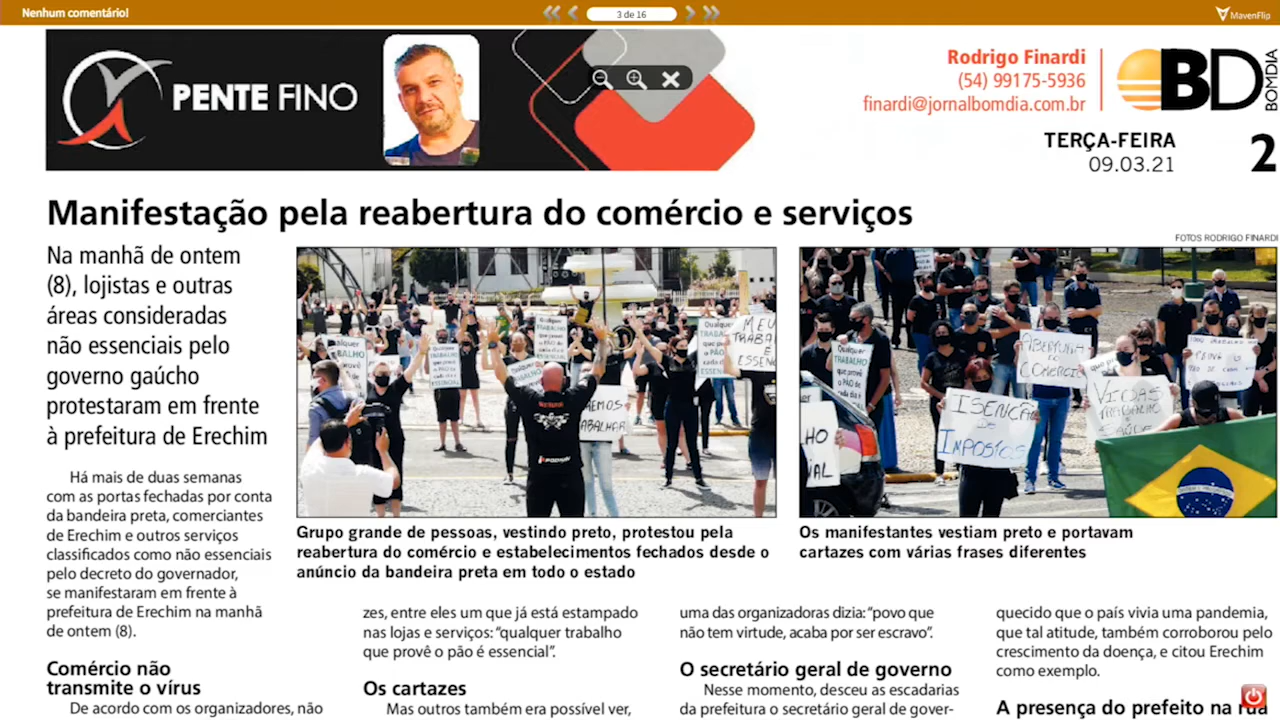 Nenhum comentário!
3 de 16
MavenFlip
PENTE FINO
Rodrigo Finardi
(54) 99175-5936
finardi@jornalbomdia.com.br
BD
BOMDIA
TERÇA-FEIRA
09.03.21
2
Manifestação pela reabertura do comércio e serviços
FOTOS RODRIGO FINARDI
Na manhã de ontem
(8), lojistas e outras
áreas consideradas
não essenciais pelo
governo gaúcho
protestaram em frente
à prefeitura de Erechim
Há mais de duas semanas
com as portas fechadas por conta
da bandeira preta, comerciantes
de Erechim e outros serviços
classificados como não essenciais
pelo decreto do governador,
se manifestaram em frente à
prefeitura de Erechim na manhã
de ontem (8).
Comércio não
transmite o vírus
De acordo com os organizadores, não
MEU
TRABA
Qualquer
TRABALHO
que provê
o PÃO de
ABALHAR
Grupo grande de pessoas, vestindo preto, protestou pela
reabertura do comércio e estabelecimentos fechados desde o
anúncio da bandeira preta em todo o estado
ISENÇÃO
DE
IMPOSTOS
ABERTURA
COMÉRCIO
VIDAS
TRABALHO
SAÚDE
Os manifestantes vestiam preto e portavam
cartazes com várias frases diferentes
zes, entre eles um que já está estampado
nas lojas e serviços: “qualquer trabalho
que provê o pão é essencial”.
Os cartazes
Mas outros também era possível ver,
uma das organizadoras dizia: “povo que
não tem virtude, acaba por ser escravo”.
O secretário geral de governo
Nesse momento, desceu as escadarias
da prefeitura o secretário geral de gover-
quecido que o país vivia uma pandemia,
que tal atitude, também corroborou pelo
crescimento da doença, e citou Erechim
como exemplo.
A presença do prefeito na rua